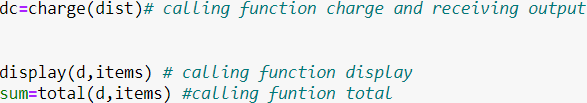 dc=charge(dist)# calling function charge and receiving output
display(d,items) # calling function display
sum=total(d,items) #calling funtion total